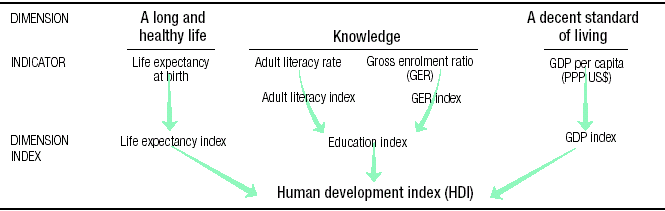 DIMENSION
A long and
healthy life
Knowledge
A decent standard
of living
INDICATOR
Life expectancy
at birth
Adult literacy rate
Gross enrolment ratio
(GER)
GDP per capita
(PPP US$)
Adult literacy index
GER index
DIMENSION
INDEX
Life expectancy index
Education index
GDP index
Human development index (HDI)